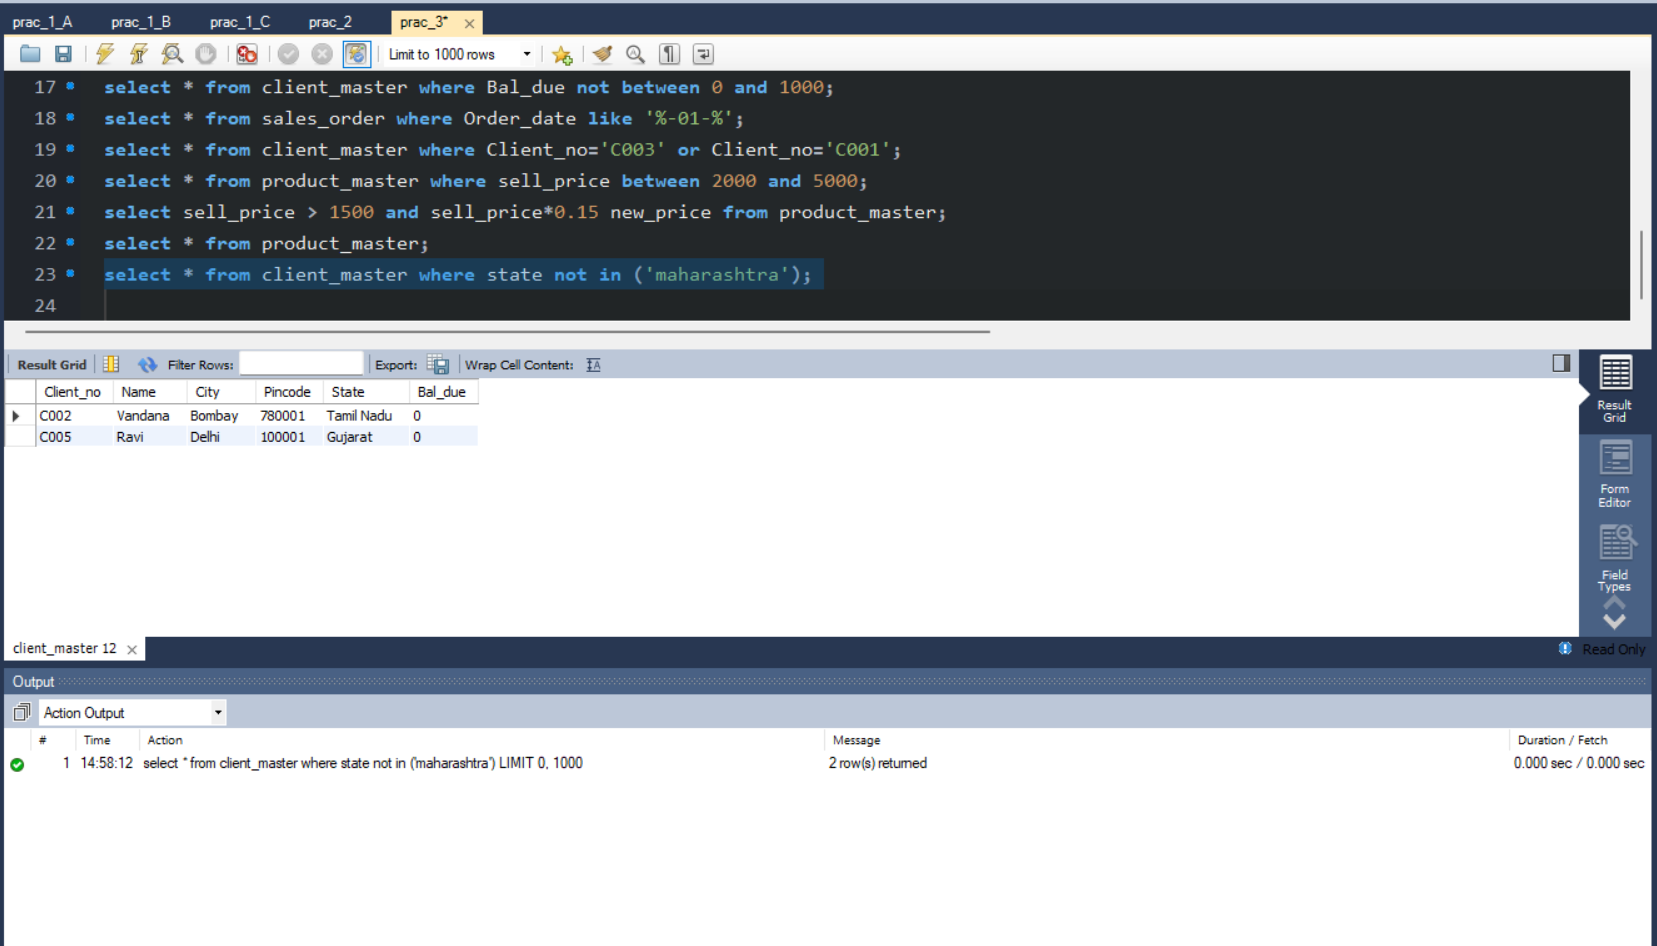 prac_1_A prac_1_B prac_1_C prac_2 prac_3* ×
Limit to 1000 rows
17 select * from client_master where Bal_due not between 0 and 1000;
18 select * from sales_order where Order_date like '%-01-%';
19 select * from client_master where Client_no='C003' or Client_no='C001';
20 select * from product_master where sell_price between 2000 and 5000;
21 select sell_price > 1500 and sell_price*0.15 new_price from product_master;
22 select * from product_master;
23 select * from client_master where state not in ('maharashtra');
24
Result Grid Filter Rows: Export: Wrap Cell Content:
Client_no Name City Pincode State Bal_due
C002 Vandana Bombay 780001 Tamil Nadu 0
C005 Ravi Delhi 100001 Gujarat 0
Result
Grid
Form
Editor
Field
Types
client_master 12 × Read Only
Output
Action Output
# Time Action Message Duration / Fetch
1 14:58:12 select * from client_master where state not in ('maharashtra') LIMIT 0, 1000 2 row(s) returned 0.000 sec / 0.000 sec